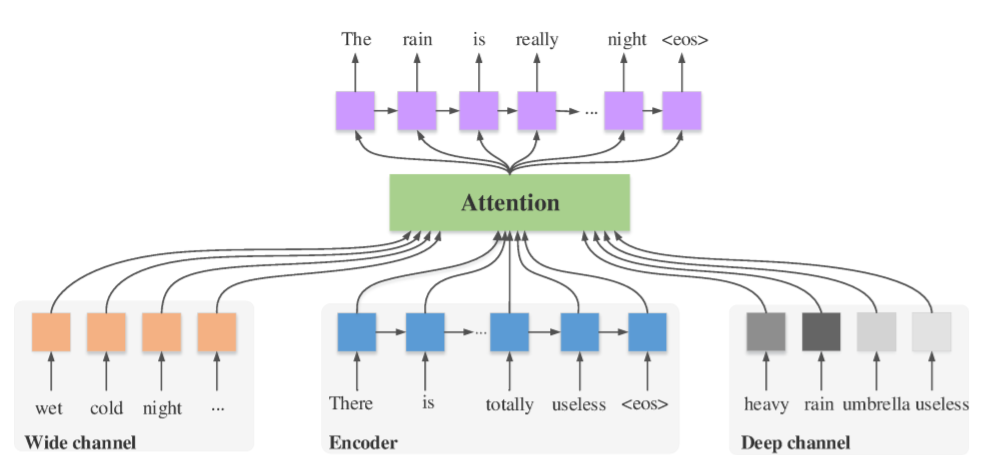 The rain is really night <eos>
...
Attention
wet cold night ...
Wide channel
...
There is totally useless <eos>
Encoder
heavy rain umbrella useless
Deep channel